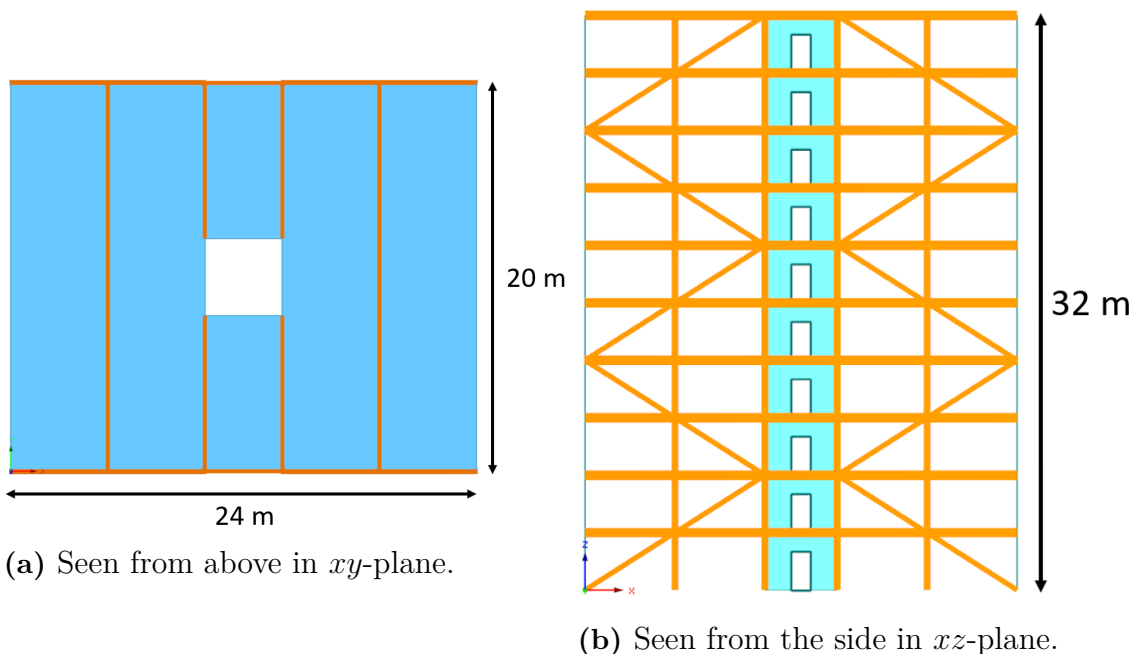 20 m
24 m
(a) Seen from above in xy-plane.
32 m
z
x
(b) Seen from the side in xz-plane.